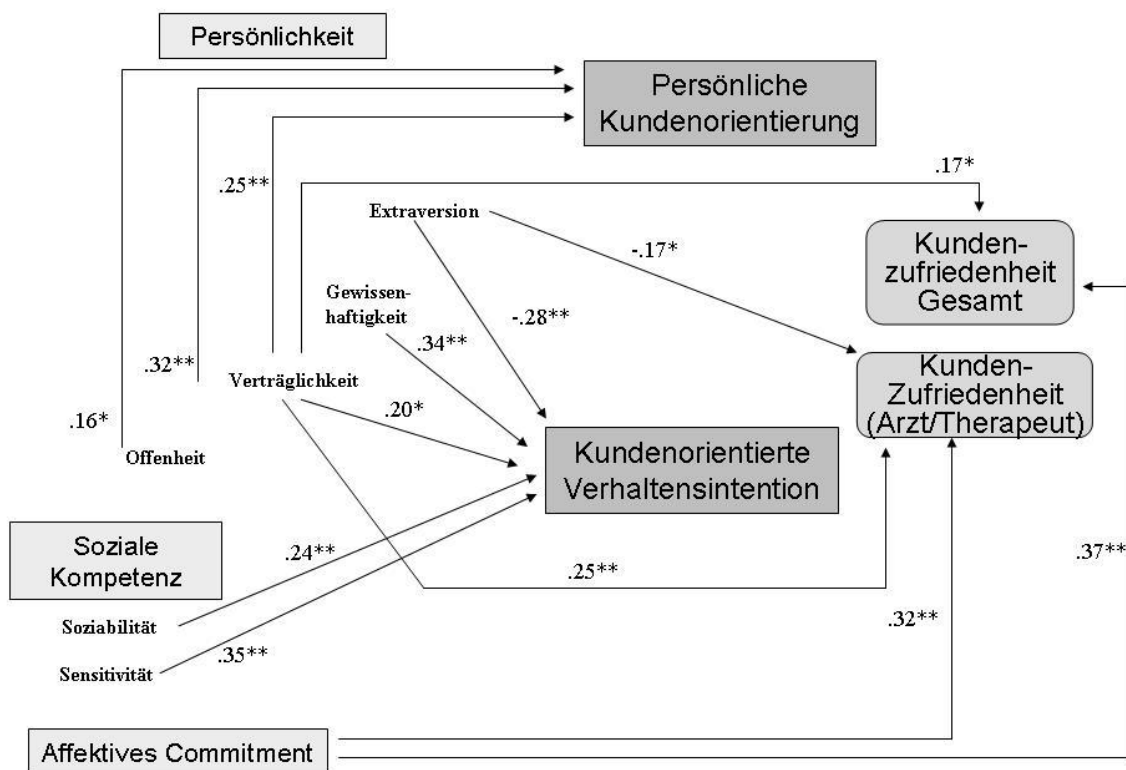 Persönlichkeit
Persönliche
Kundenorientierung
.17*
.25**
Extraversion
-.17*
Kunden-
zufriedenheit
Gesamt
Gewissen-
haftigkeit
-.28**
.34**
.32**
Verträglichkeit
Kunden-
Zufriedenheit
(Arzt/Therapeut)
.20*
.16*
Offenheit
Kundenorientierte
Verhaltensintention
Soziale
Kompetenz
.24**
.37**
.25**
.32**
Soziabilität
.35**
Sensitivität
Affektives Commitment